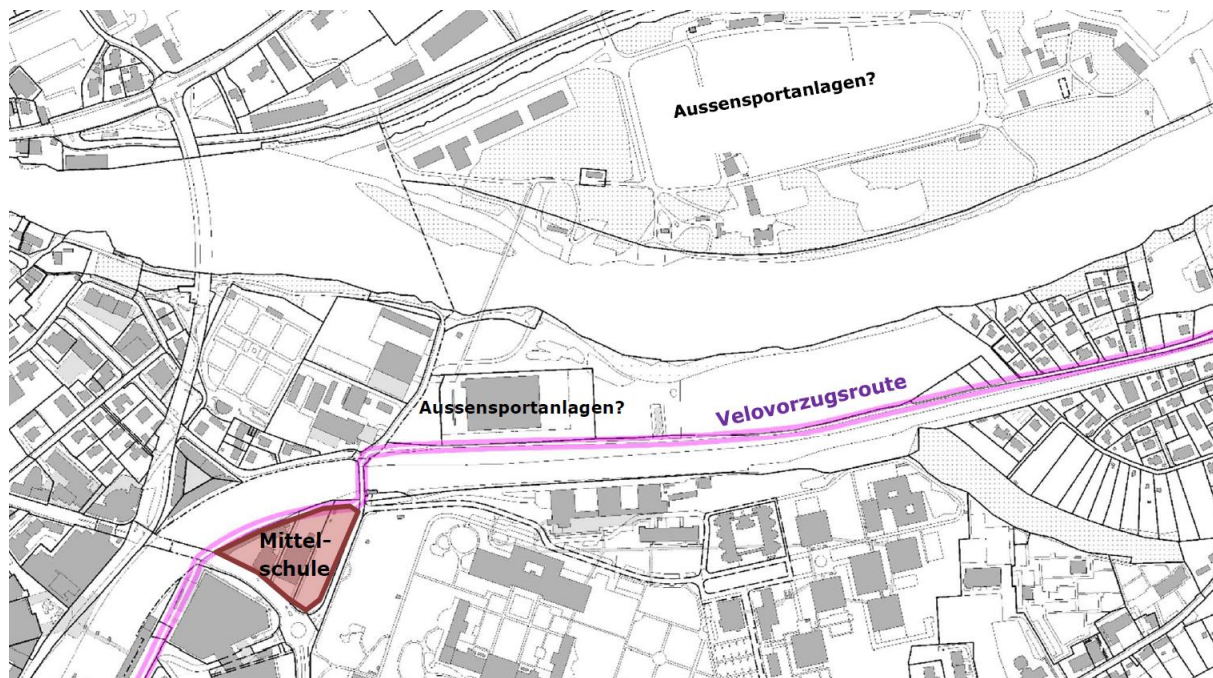 Aussensportanlagen?
Aussensportanlagen?
Velovorzugsroute
Mittel-
schule